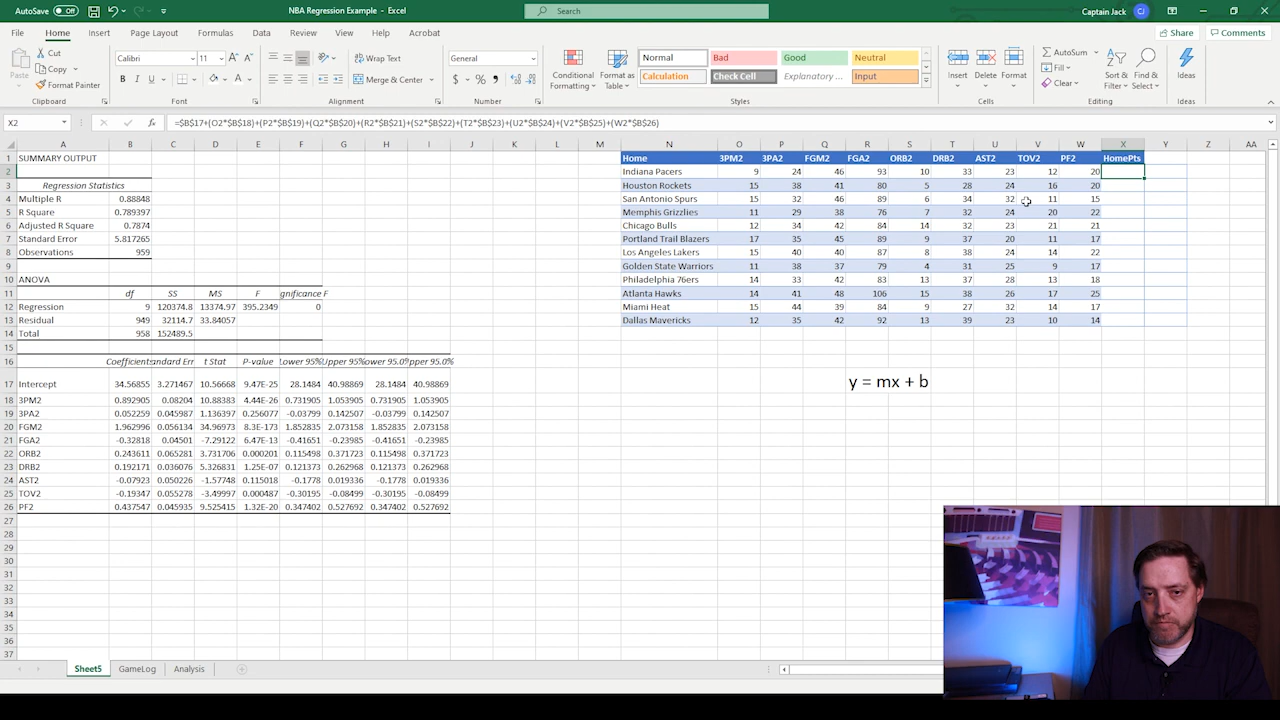 AutoSave Off NBA Regression Example - Excel Search Captain Jack CJ
File Home Insert Page Layout Formulas Data Review View Help Acrobat Share Comments
Paste Cut Copy Format Painter Clipboard
Calibri 11 B I U Font
Wrap Text Merge & Center Alignment
General $ % Number
Conditional Formatting Format as Table
Normal Bad Good Neutral
Calculation Check Cell Explanatory ... Input
Styles
Insert Delete Format Cells
AutoSum Fill Clear Sort & Filter Find & Select Editing
Ideas Ideas
X2 fx =$B$17+(O2*$B$18)+(P2*$B$19)+(Q2*$B$20)+(R2*$B$21)+(S2*$B$22)+(T2*$B$23)+(U2*$B$24)+(V2*$B$25)+(W2*$B$26)
A B C D E F G H I J K L M N O P Q R S T U V W X Y Z AA
1 SUMMARY OUTPUT Home 3PM2 3PA2 FGM2 FGA2 ORB2 DRB2 AST2 TOV2 PF2 HomePts
2 Indiana Pacers 9 24 46 93 10 33 23 12 20
3 Regression Statistics Houston Rockets 15 38 41 80 5 28 24 16 20
4 Multiple R 0.88848 San Antonio Spurs 15 32 46 89 6 34 32 11 15
5 R Square 0.789397 Memphis Grizzlies 11 29 38 76 7 32 24 20 22
6 Adjusted R Square 0.7874 Chicago Bulls 12 34 42 84 14 32 23 21 21
7 Standard Error 5.817265 Portland Trail Blazers 17 35 45 89 9 37 20 11 17
8 Observations 959 Los Angeles Lakers 15 40 40 87 8 38 24 14 22
9 Golden State Warriors 11 38 37 79 4 31 25 9 17
10 ANOVA Philadelphia 76ers 14 33 42 83 13 37 28 13 18
11 df SS MS F gnificance F Atlanta Hawks 14 41 48 106 15 38 26 17 25
12 Regression 9 120374.8 13374.97 395.2349 0 Miami Heat 15 44 39 84 9 27 32 14 17
13 Residual 949 32114.7 33.84057 Dallas Mavericks 12 35 42 92 13 39 23 10 14
14 Total 958 152489.5
15
16 Coefficients andard Err t Stat P-value Lower 95% Upper 95% ower 95.0% pper 95.0%
17 Intercept 34.56855 3.271467 10.56668 9.47E-25 28.1484 40.98869 28.1484 40.98869
y = mx + b
18 3PM2 0.892905 0.08204 10.88383 4.44E-26 0.731905 1.053905 0.731905 1.053905
19 3PA2 0.052259 0.045987 1.136397 0.256077 -0.03799 0.142507 -0.03799 0.142507
20 FGM2 1.962996 0.056134 34.96973 8.3E-173 1.852835 2.073158 1.852835 2.073158
21 FGA2 -0.32818 0.04501 -7.29122 6.47E-13 -0.41651 -0.23985 -0.41651 -0.23985
22 ORB2 0.243611 0.065281 3.731706 0.000201 0.115498 0.371723 0.115498 0.371723
23 DRB2 0.192171 0.036076 5.326831 1.25E-07 0.121373 0.262968 0.121373 0.262968
24 AST2 -0.07923 0.050226 -1.57748 0.115018 -0.1778 0.019336 -0.1778 0.019336
25 TOV2 -0.19347 0.055278 -3.49997 0.000487 -0.30195 -0.08499 -0.30195 -0.08499
26 PF2 0.437547 0.045935 9.525415 1.32E-20 0.347402 0.527692 0.347402 0.527692
27
28
29
30
31
32
33
34
35
36
37
Sheet5 GameLog Analysis